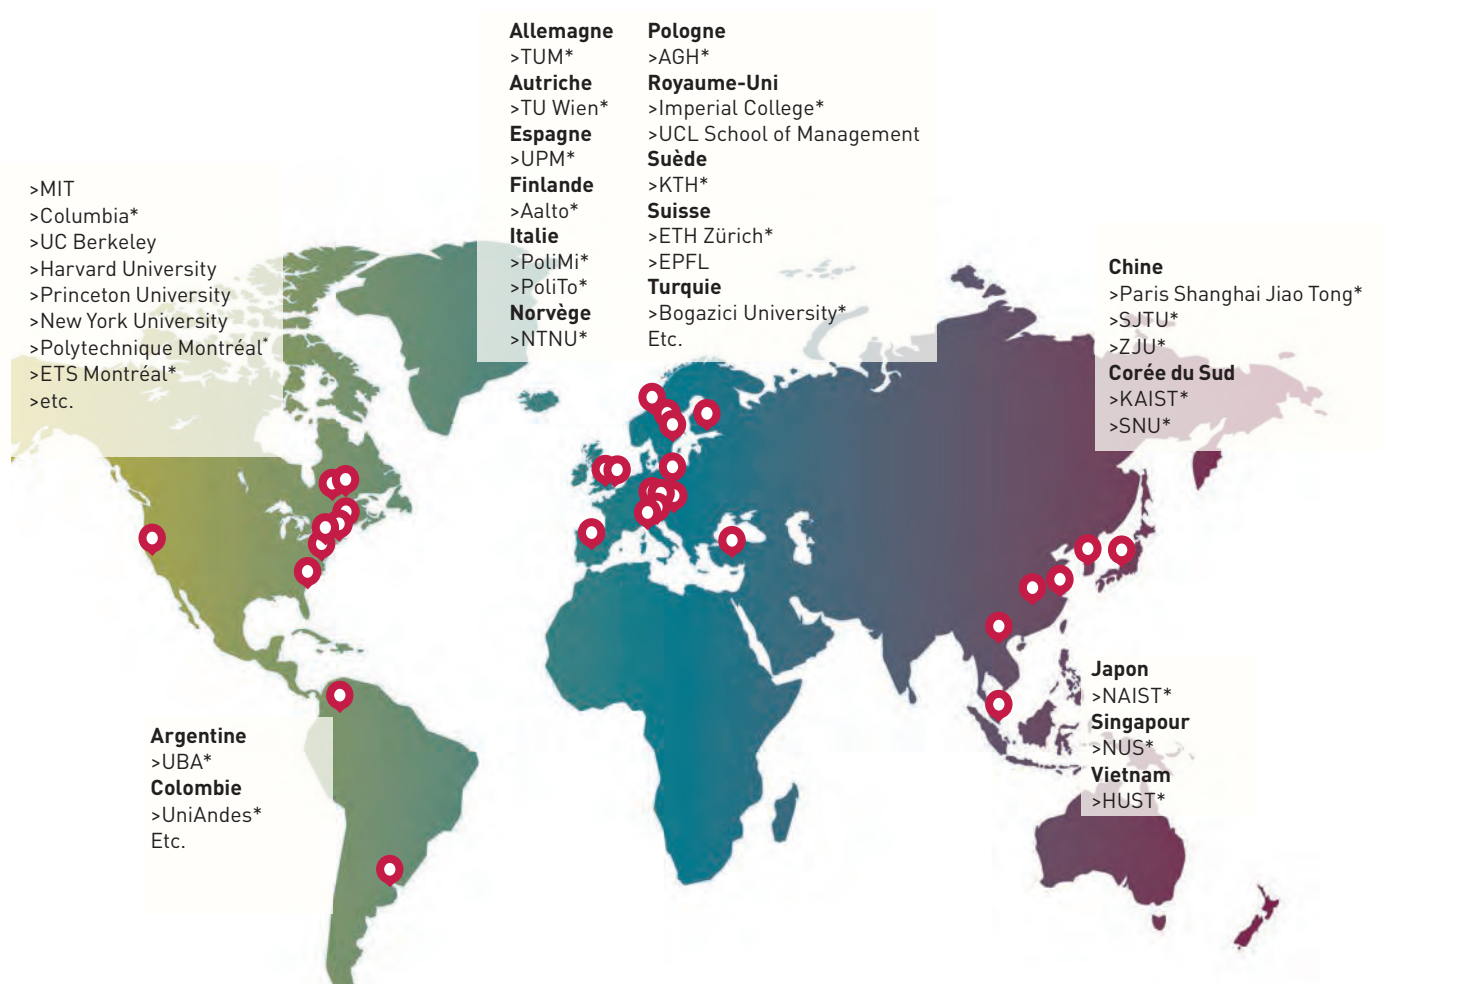 >MIT
>Columbia*
>UC Berkeley
>Harvard University
>Princeton University
>New York University
>Polytechnique Montréal*
>ETS Montréal*
>etc.
Allemagne
>TUM*
Autriche
>TU Wien*
Espagne
>UPM*
Finlande
>Aalto*
Italie
>PoliMi*
>PoliTo*
Norvège
>NTNU*
Pologne
>AGH*
Royaume-Uni
>Imperial College*
>UCL School of Management
Suède
>KTH*
Suisse
>ETH Zürich*
>EPFL
Turquie
>Bogazici University*
Etc.
Chine
>Paris Shanghai Jiao Tong*
>SJTU*
>ZJU*
Corée du Sud
>KAIST*
>SNU*
Japon
>NAIST*
Singapour
>NUS*
Vietnam
>HUST*
Argentine
>UBA*
Colombie
>UniAndes*
Etc.